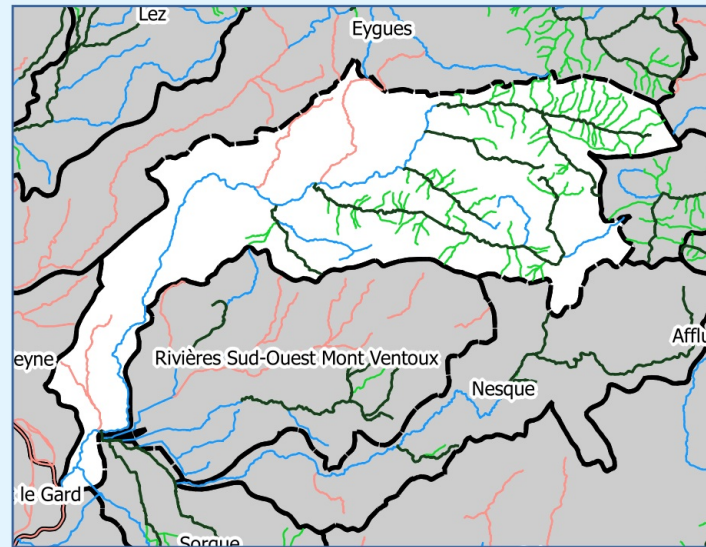 Lez
Eygues
eyne
Rivières Sud-Ouest Mont Ventoux
Afflu
Nesque
le Gard
Sorgue